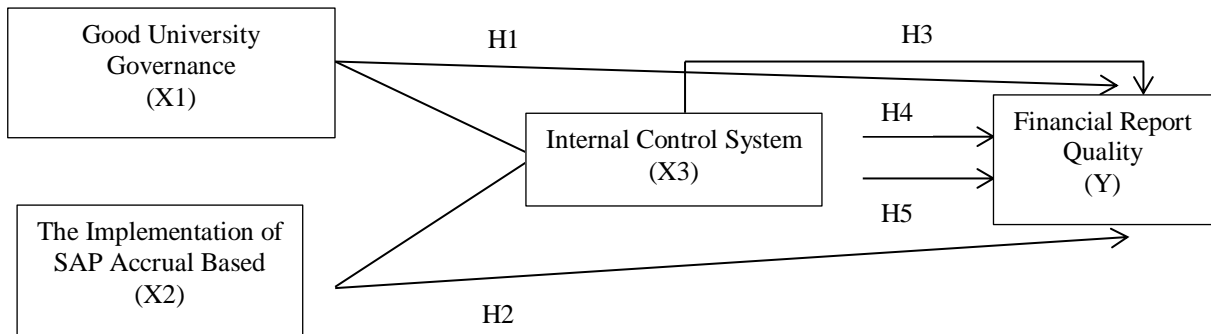 Good University
Governance
(X1)
H1
H3
Internal Control System
(X3)
H4
H5
Financial Report
Quality
(Y)
The Implementation of
SAP Accrual Based
(X2)
H2